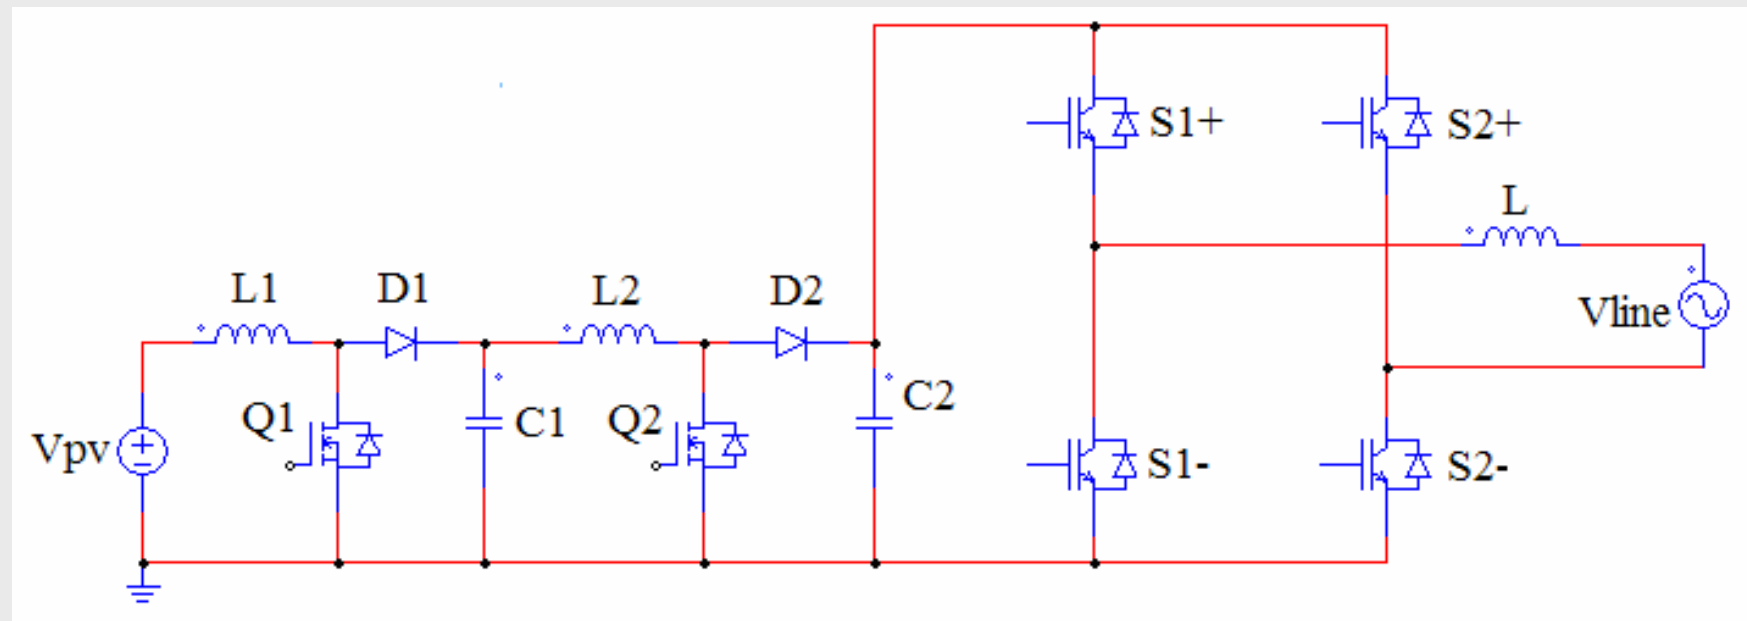 S1+
S2+
L
L1
D1
L2
D2
Vline
Q1
C1
Q2
C2
Vpv
S1-
S2-